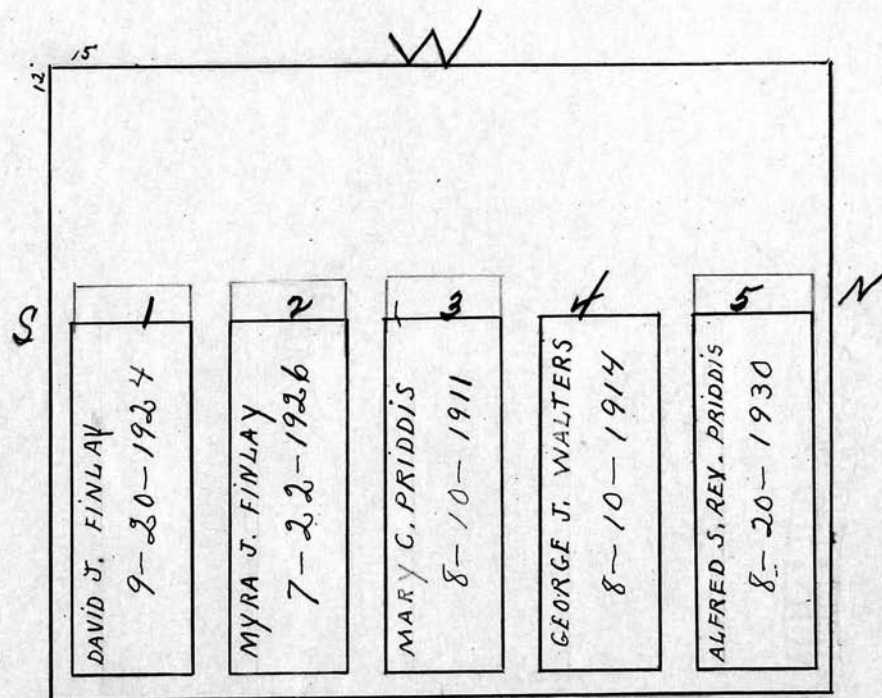 W
15
12
S
N
1
DAVID J. FINLAY
9-20-1924
2
MYRA J. FINLAY
7-22-1926
3
MARY C. PRIDDIS
8-10-1911
4
GEORGE J. WALTERS
8-10-1914
5
ALFRED S. REV. PRIDDIS
8-20-1930